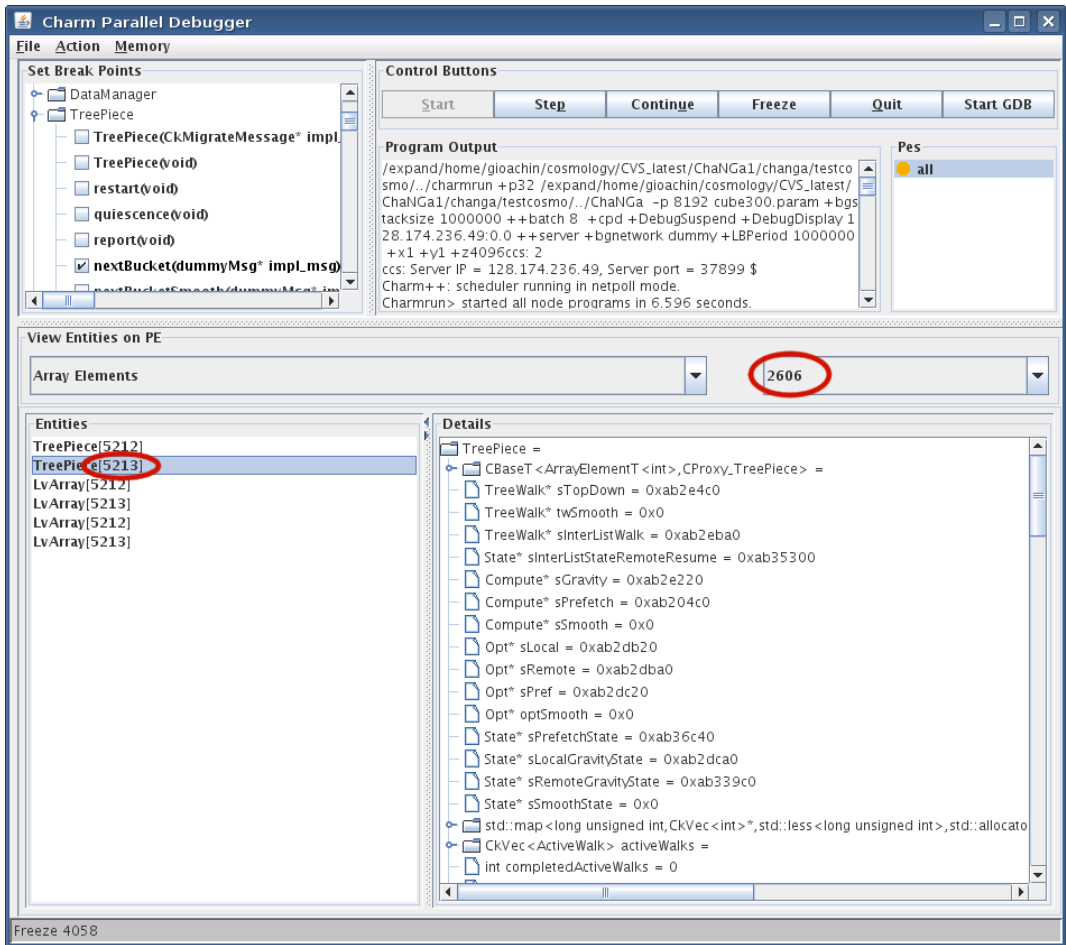 Charm Parallel Debugger
File Action Memory
Set Break Points
DataManager
TreePiece
TreePiece(CkMigrateMessage* impl_
TreePiece(void)
restart(void)
quiescence(void)
report(void)
nextBucket(dummyMsg* impl_msg)
nextBucketSmooth(dummyMsg* im
Control Buttons
Start Step Continue Freeze Quit Start GDB
Program Output
/expand/home/gioachin/cosmology/CVS_latest/ChaNGa1/changa/testco
smo/../charmrun +p32 /expand/home/gioachin/cosmology/CVS_latest/
ChaNGa1/changa/testcosmo/../ChaNGa -p 8192 cube300.param +bgs
tacksize 1000000 ++batch 8 +cpd +DebugSuspend +DebugDisplay 1
28.174.236.49:0.0 ++server +bgnetwork dummy +LBPeriod 1000000
+x1 +y1 +z4096ccs: 2
ccs: Server IP = 128.174.236.49, Server port = 37899 $
Charm++: scheduler running in netpoll mode.
Charmrun> started all node programs in 6.596 seconds.
Pes
all
View Entities on PE
Array Elements 2606
Entities
TreePiece[5212]
TreePiece[5213]
LvArray[5212]
LvArray[5213]
LvArray[5212]
LvArray[5213]
Details
TreePiece =
CBaseT<ArrayElementT<int>,CProxy_TreePiece> =
TreeWalk* sTopDown = 0xab2e4c0
TreeWalk* twSmooth = 0x0
TreeWalk* sInterListWalk = 0xab2eba0
State* sInterListStateRemoteResume = 0xab35300
Compute* sGravity = 0xab2e220
Compute* sPrefetch = 0xab204c0
Compute* sSmooth = 0x0
Opt* sLocal = 0xab2db20
Opt* sRemote = 0xab2dba0
Opt* sPref = 0xab2dc20
Opt* optSmooth = 0x0
State* sPrefetchState = 0xab36c40
State* sLocalGravityState = 0xab2dca0
State* sRemoteGravityState = 0xab339c0
State* sSmoothState = 0x0
std::map<long unsigned int,CkVec<int>*,std::less<long unsigned int>,std::allocato
CkVec<ActiveWalk> activeWalks =
int completedActiveWalks = 0
Freeze 4058